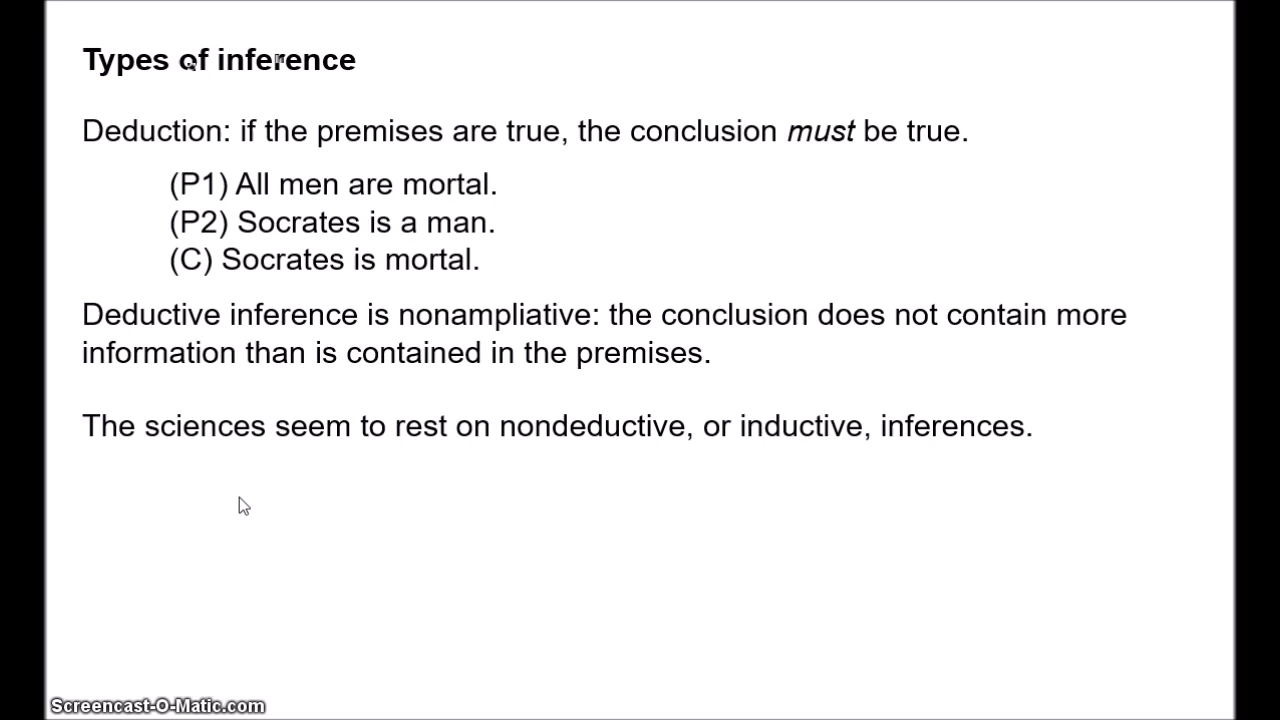 Types of inference
Deduction: if the premises are true, the conclusion must be true.
(P1) All men are mortal.
(P2) Socrates is a man.
(C) Socrates is mortal.
Deductive inference is nonampliative: the conclusion does not contain more
information than is contained in the premises.
The sciences seem to rest on nondeductive, or inductive, inferences.
Screencast-O-Matic.com